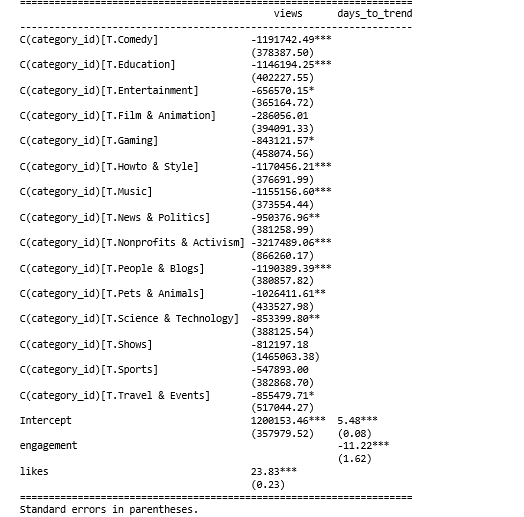 ====================================================================
views days_to_trend
--------------------------------------------------------------------
C(category_id)[T.Comedy] -1191742.49***
(378387.50)
C(category_id)[T.Education] -1146194.25***
(402227.55)
C(category_id)[T.Entertainment] -656570.15*
(365164.72)
C(category_id)[T.Film & Animation] -286056.01
(394091.33)
C(category_id)[T.Gaming] -843121.57*
(458074.56)
C(category_id)[T.Howto & Style] -1170456.21***
(376691.99)
C(category_id)[T.Music] -1155156.60***
(373554.44)
C(category_id)[T.News & Politics] -950376.96**
(381258.99)
C(category_id)[T.Nonprofits & Activism] -3217489.06***
(866260.17)
C(category_id)[T.People & Blogs] -1190389.39***
(380857.82)
C(category_id)[T.Pets & Animals] -1026411.61**
(433527.98)
C(category_id)[T.Science & Technology] -853399.80**
(388125.54)
C(category_id)[T.Shows] -812197.18
(1465063.38)
C(category_id)[T.Sports] -547893.00
(382868.70)
C(category_id)[T.Travel & Events] -855479.71*
(517044.27)
Intercept 1200153.46*** 5.48***
(357979.52) (0.08)
engagement -11.22***
(1.62)
likes 23.83***
(0.23)
====================================================================
Standard errors in parentheses.